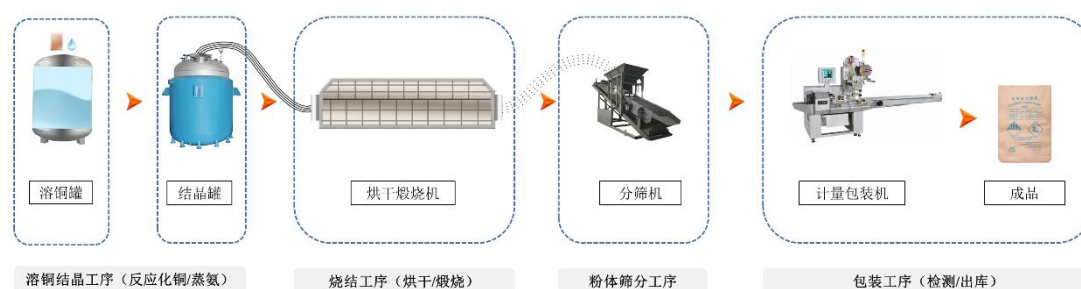 溶铜罐
结晶罐
烘干煅烧机
分筛机
计量包装机
成品
溶铜结晶工序（反应化铜/蒸氨）
烧结工序（烘干/煅烧）
粉体筛分工序
包装工序（检测/出库）